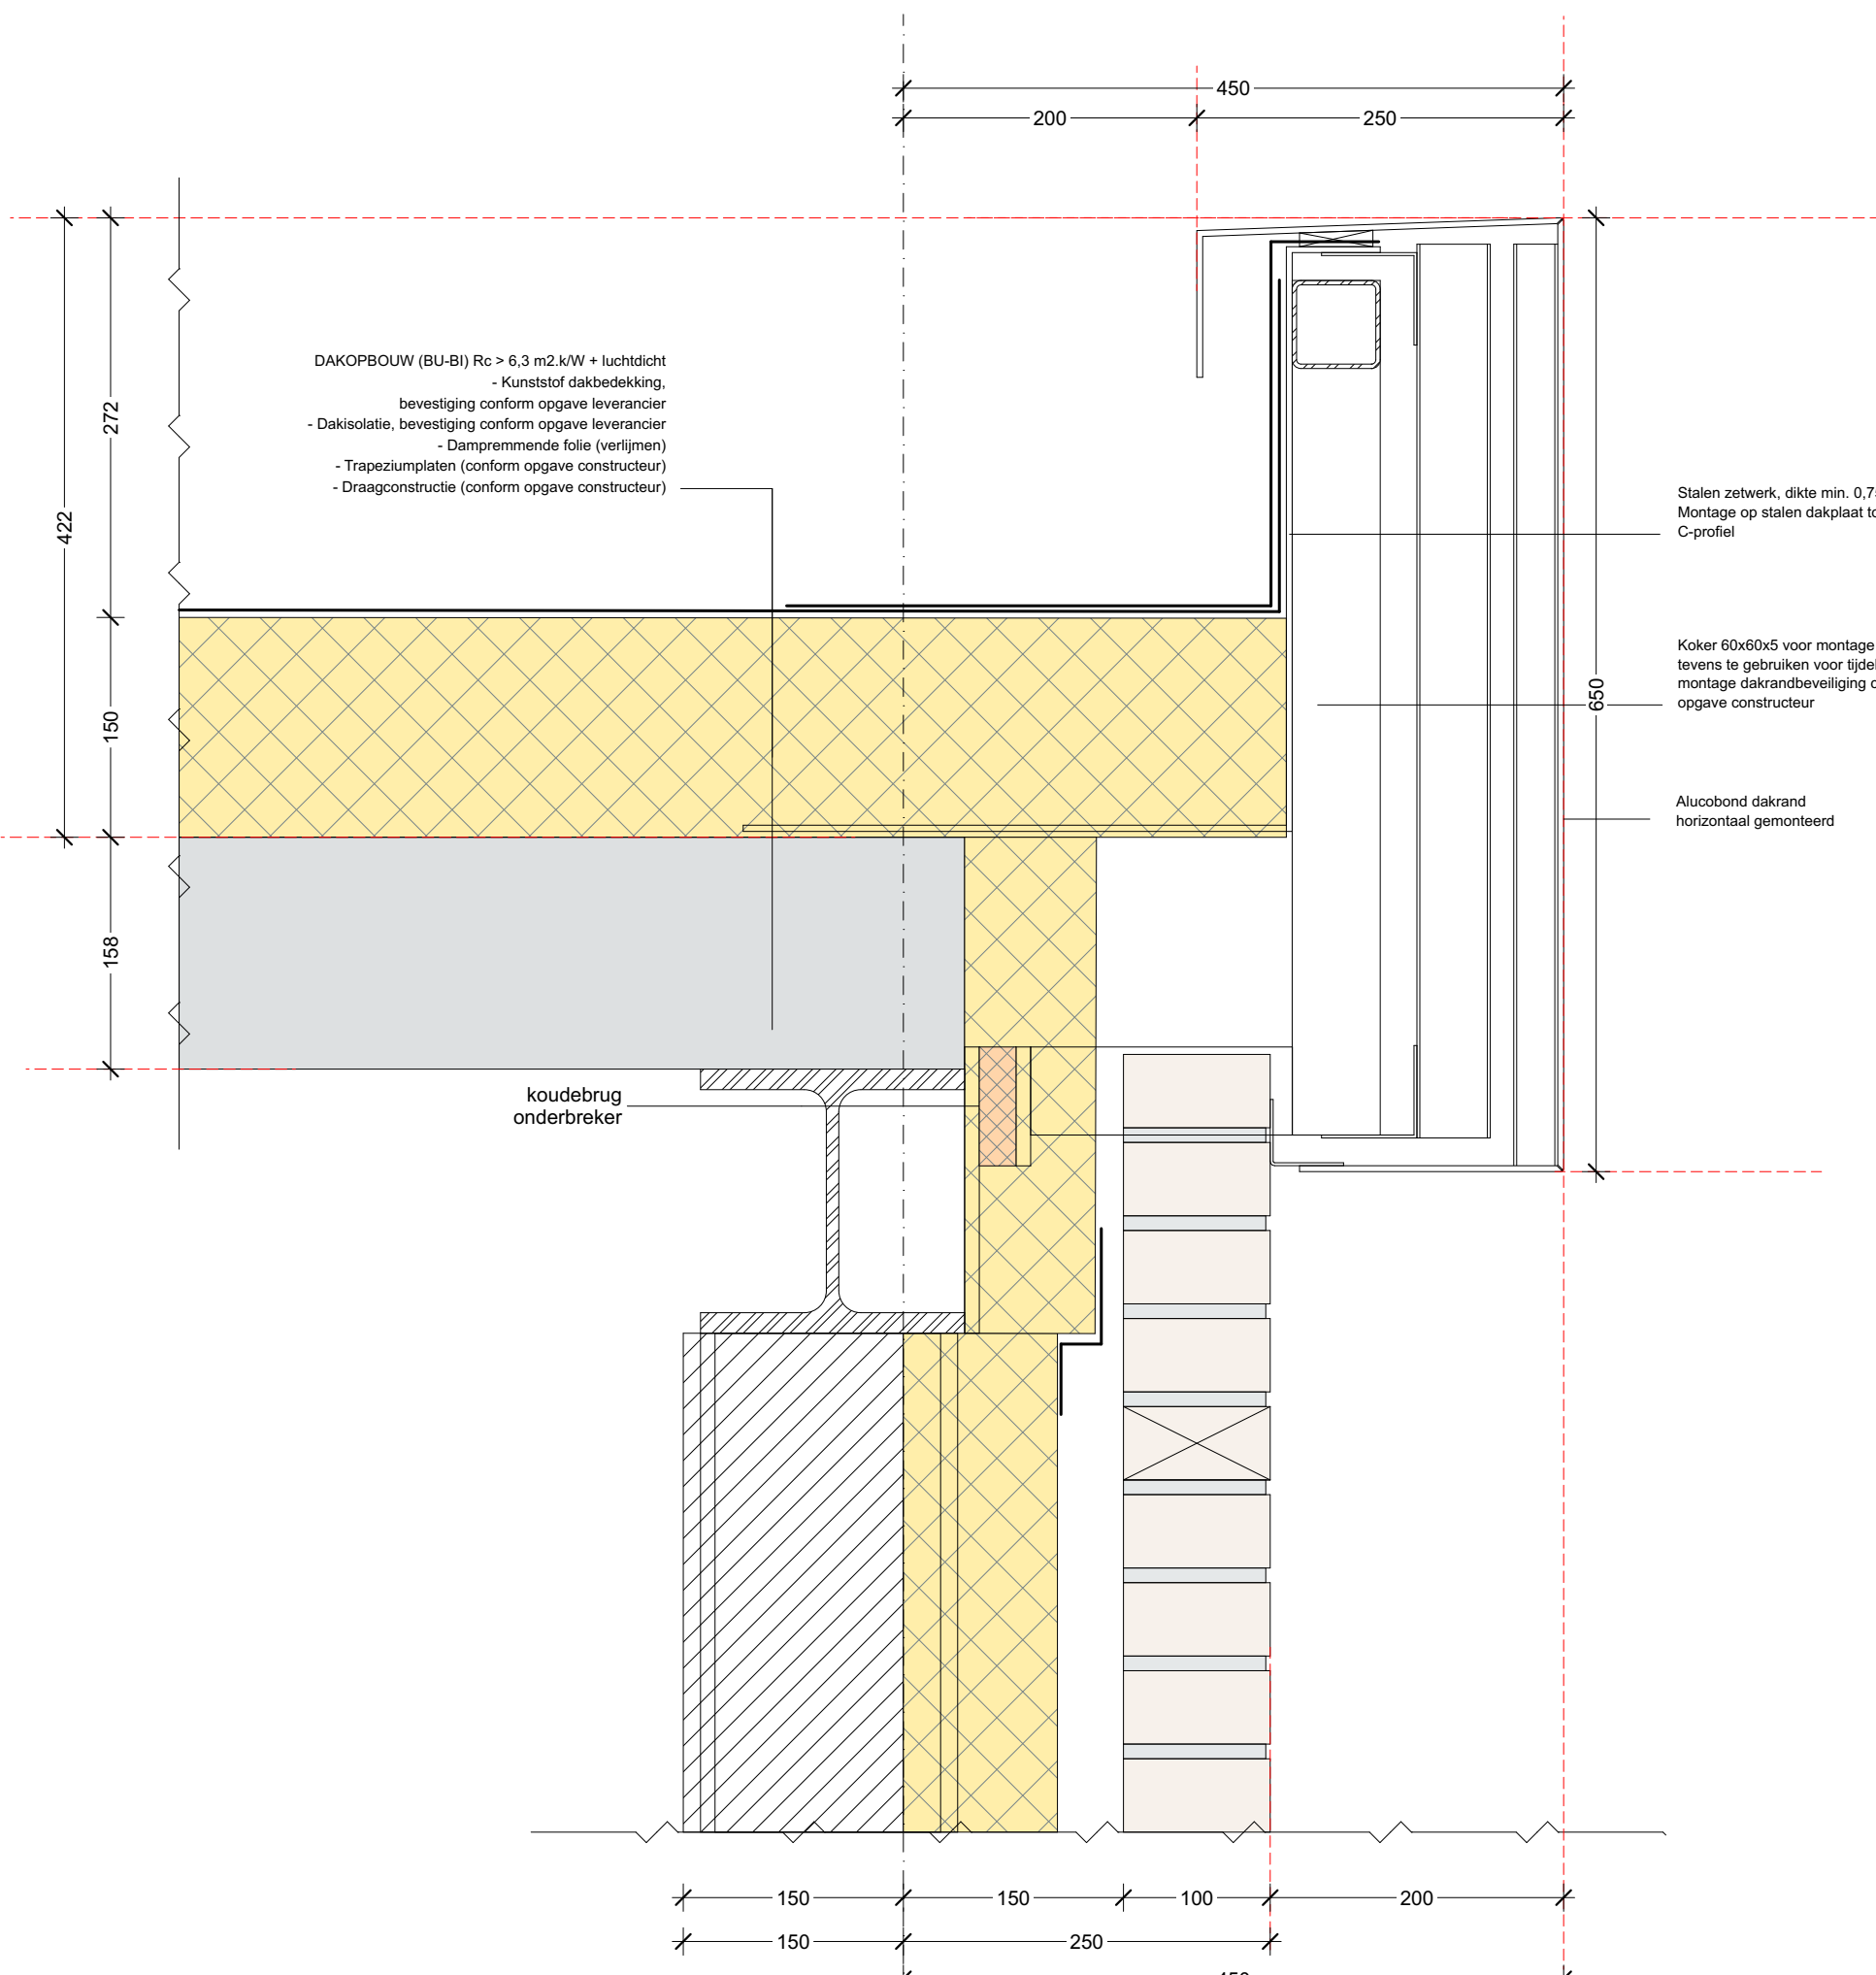 450
200
250
DAKOPBOUW (BU-BI) Rc > 6,3 m2.k/W + luchtdicht
- Kunststof dakbedekking,
bevestiging conform opgave leverancier
- Dakisolatie, bevestiging conform opgave leverancier
- Dampremmende folie (verlijmen)
- Trapeziumplaten (conform opgave constructeur)
- Draagconstructie (conform opgave constructeur)
272
422
150
158
Stalen zetwerk, dikte min.
Montage op stalen dakplaat
C-profiel
Koker 60x60x5 voor montage
tevens te gebruiken voor
montage dakrandbeveiliging
opgave constructeur
650
Alucobond dakrand
horizontaal gemonteerd
koudebrug
onderbreker
150
150
100
200
150
250
450